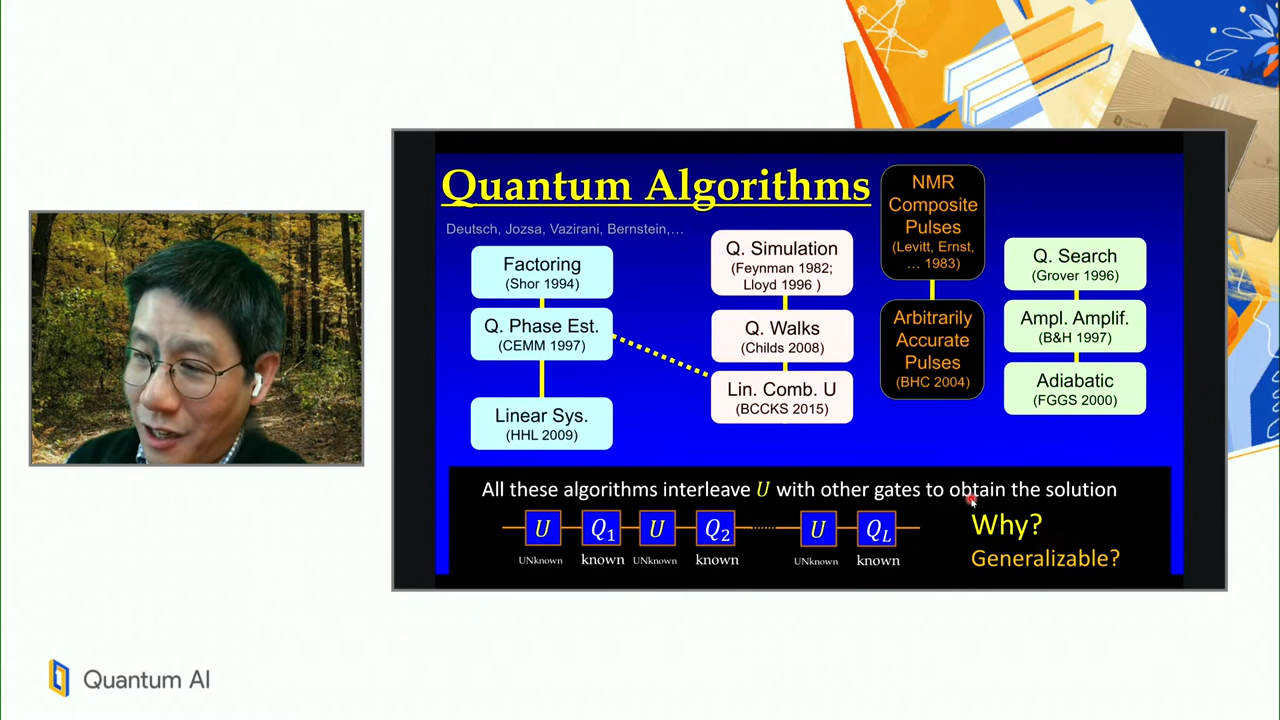 Quantum Algorithms
Deutsch, Jozsa, Vazirani, Bernstein,...
Factoring
(Shor 1994)
Q. Phase Est.
(CEMM 1997)
Linear Sys.
(HHL 2009)
Q. Simulation
(Feynman 1982;
Lloyd 1996 )
Q. Walks
(Childs 2008)
Lin. Comb. U
(BCCKS 2015)
NMR
Composite
Pulses
(Levitt, Ernst,
... 1983)
Arbitrarily
Accurate
Pulses
(BHC 2004)
Q. Search
(Grover 1996)
Ampl. Amplif.
(B&H 1997)
Adiabatic
(FGGS 2000)
All these algorithms interleave U with other gates to obtain the solution
U Q₁ U Q₂ ...... U Q_L
UNknown known UNknown known UNknown known
Why?
Generalizable?
Quantum AI